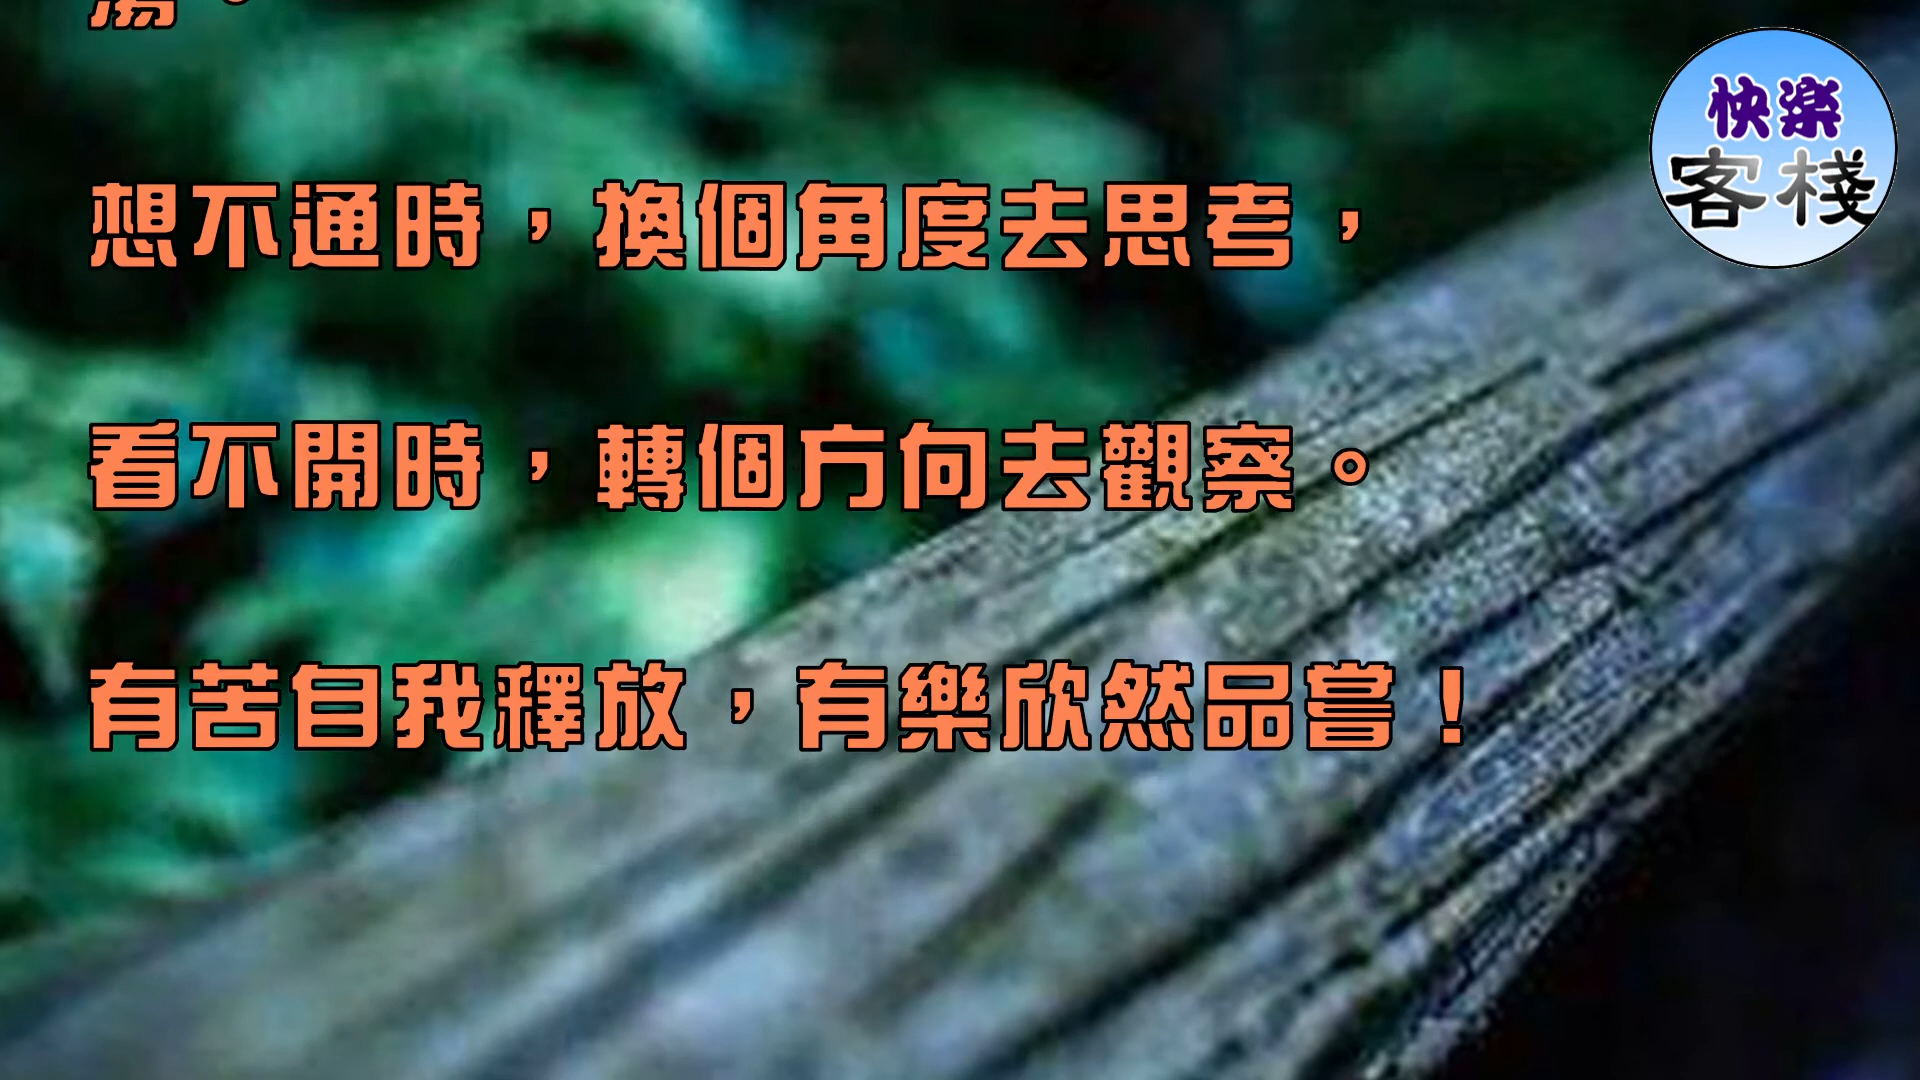 想不通時，換個角度去思考，
看不開時，轉個方向去觀察。
有苦自我釋放，有樂欣然品嘗！
快楽
客棧